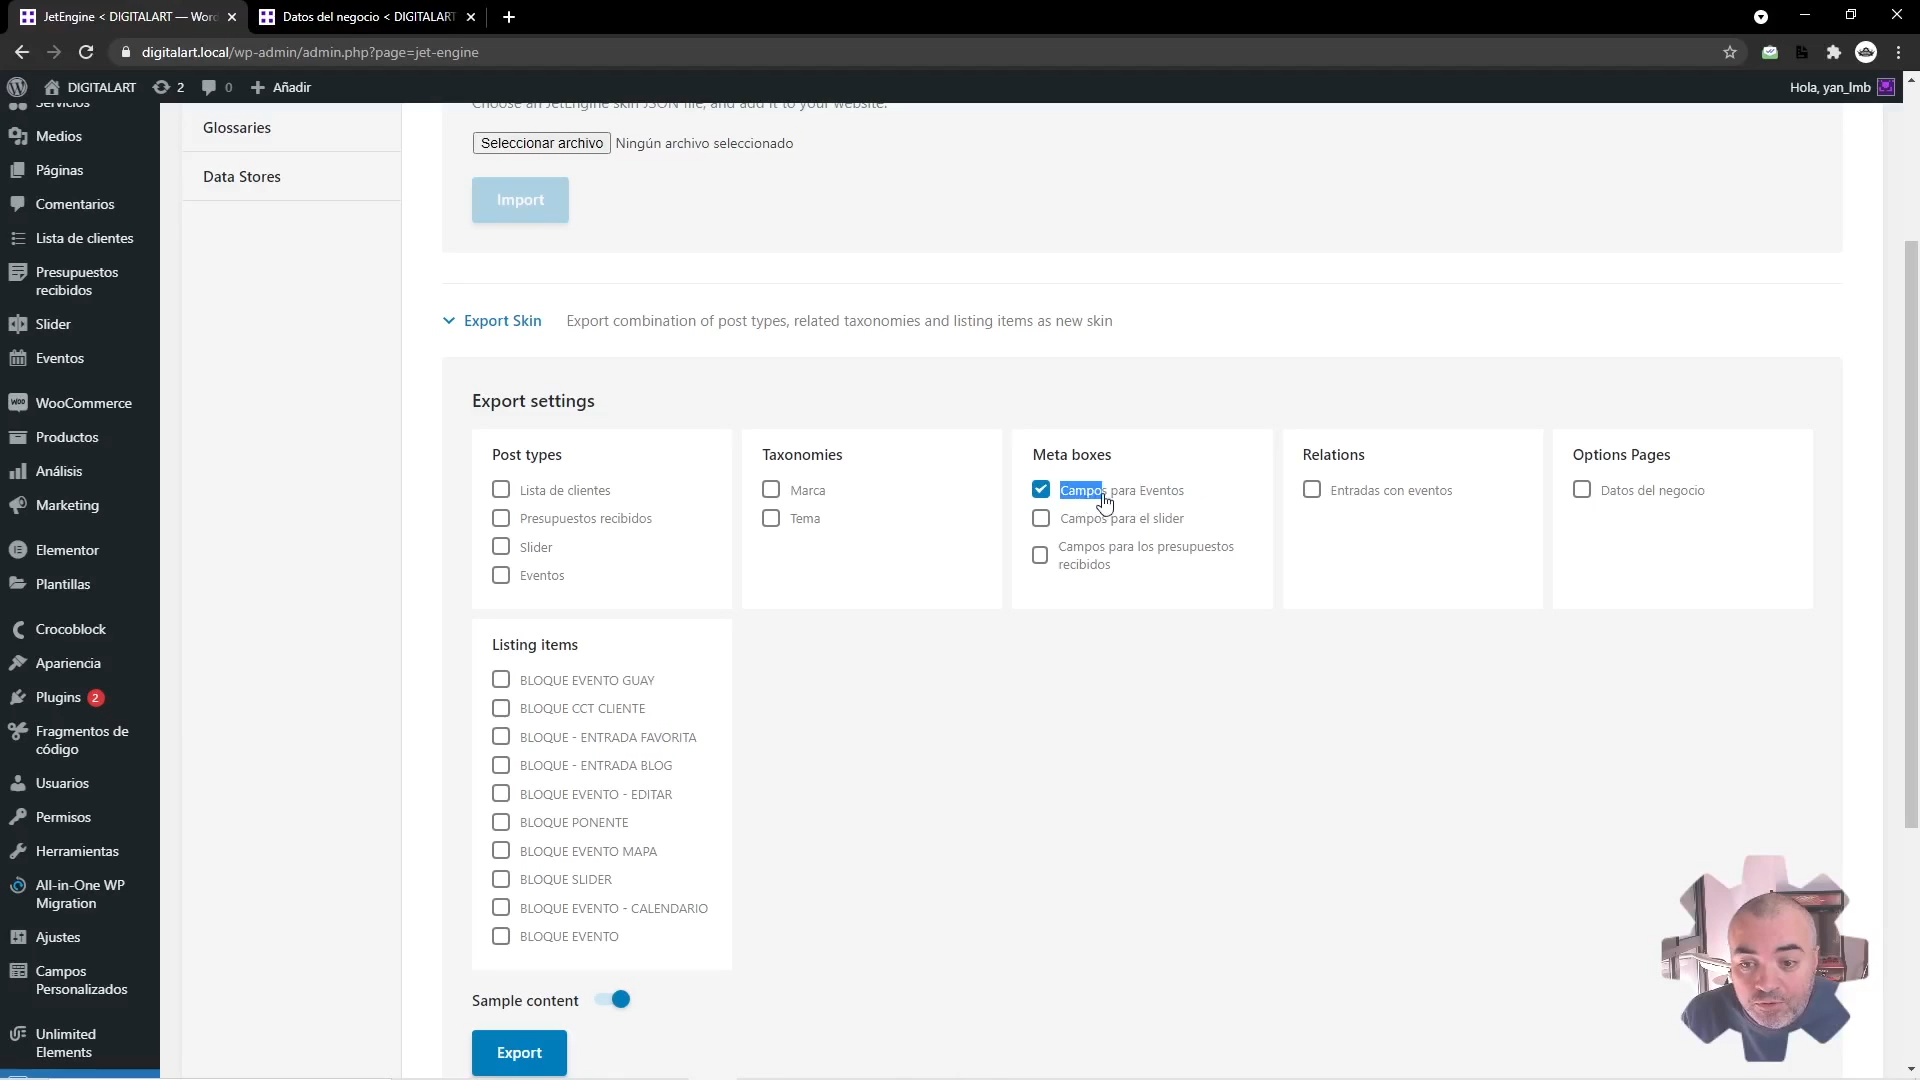 JetEngine < DIGITALART — Word
Datos del negocio < DIGITALART
digitalart.local/wp-admin/admin.php?page=jet-engine
DIGITALART
2
0
Añadir
Hola, yan_lmb
Servicios
Medios
Páginas
Comentarios
Lista de clientes
Presupuestos
recibidos
Slider
Eventos
WooCommerce
Productos
Análisis
Marketing
Elementor
Plantillas
Crocoblock
Apariencia
Plugins 2
Fragmentos de
código
Usuarios
Permisos
Herramientas
All-in-One WP
Migration
Ajustes
Campos
Personalizados
Unlimited
Elements
Glossaries
Data Stores
Choose an JetEngine skin JSON file, and add it to your website.
Seleccionar archivo Ningún archivo seleccionado
Import
Export Skin Export combination of post types, related taxonomies and listing items as new skin
Export settings
Post types
Lista de clientes
Presupuestos recibidos
Slider
Eventos
Taxonomies
Marca
Tema
Meta boxes
Campos para Eventos
Campos para el slider
Campos para los presupuestos
recibidos
Relations
Entradas con eventos
Options Pages
Datos del negocio
Listing items
BLOQUE EVENTO GUAY
BLOQUE CCT CLIENTE
BLOQUE - ENTRADA FAVORITA
BLOQUE - ENTRADA BLOG
BLOQUE EVENTO - EDITAR
BLOQUE PONENTE
BLOQUE EVENTO MAPA
BLOQUE SLIDER
BLOQUE EVENTO - CALENDARIO
BLOQUE EVENTO
Sample content
Export